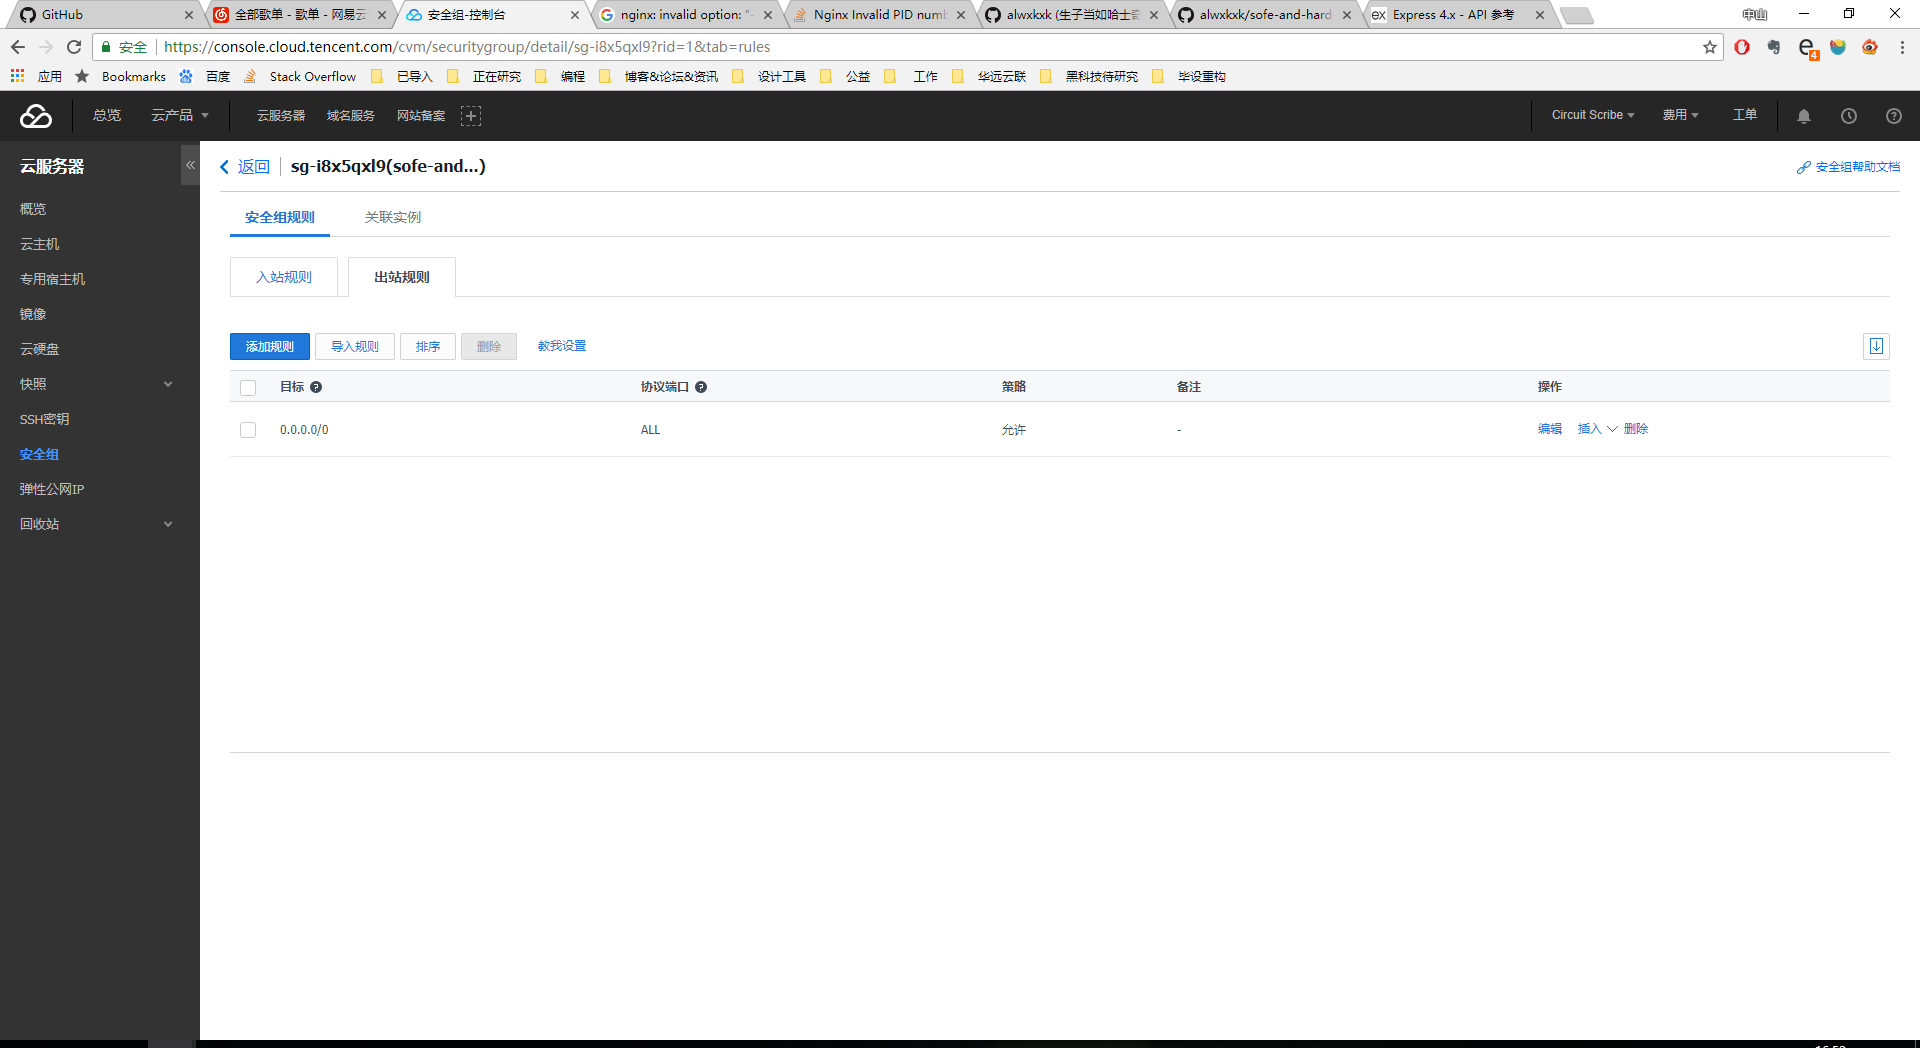 GitHub
全部歌单 - 歌单 - 网易云
安全组-控制台
nginx: invalid option: "-
Nginx Invalid PID numb
alwxkxk (生子当如哈士奇
alwxkxk/sofe-and-hard
Express 4.x - API 参考
中山
安全 https://console.cloud.tencent.com/cvm/securitygroup/detail/sg-i8x5qxl9?rid=1&tab=rules
4
应用 Bookmarks 百度 Stack Overflow 已导入 正在研究 编程 博客&论坛&资讯 设计工具 公益 工作 华远云联 黑科技待研究 毕设重构
总览 云产品 云服务器 域名服务 网站备案 Circuit Scribe 费用 工单
云服务器
概览
云主机
专用宿主机
镜像
云硬盘
快照
SSH密钥
安全组
弹性公网IP
回收站
返回 sg-i8x5qxl9(sofe-and...) 安全组帮助文档
安全组规则 关联实例
入站规则 出站规则
添加规则 导入规则 排序 删除 教我设置
目标 协议端口 策略 备注 操作
0.0.0.0/0 ALL 允许 - 编辑 插入 删除